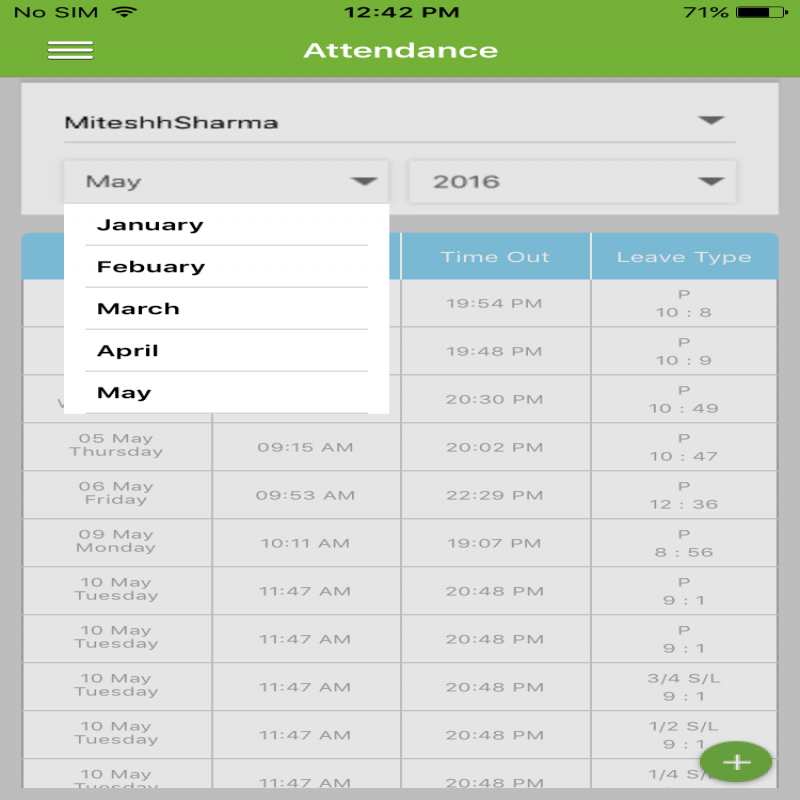 No SIM 12:42 PM 71%
Attendance
MiteshhSharma
May 2016
January
Febuary
March
April
May
Time Out Leave Type
19:54 PM P
10 : 8
19:48 PM P
10 : 9
20:30 PM P
10 : 49
05 May
Thursday 09:15 AM 20:02 PM P
10 : 47
06 May
Friday 09:53 AM 22:29 PM P
12 : 36
09 May
Monday 10:11 AM 19:07 PM P
8 : 56
10 May
Tuesday 11:47 AM 20:48 PM P
9 : 1
10 May
Tuesday 11:47 AM 20:48 PM P
9 : 1
10 May
Tuesday 11:47 AM 20:48 PM 3/4 S/L
9 : 1
10 May
Tuesday 11:47 AM 20:48 PM 1/2 S/L
9 : 1
10 May
Tuesday 11:47 AM 20:48 PM 1/4 S/